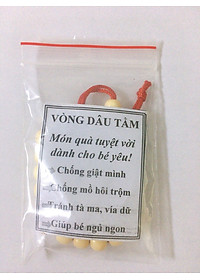 VÒNG DÂU TẰM
Món quà tuyệt vời
dành cho bé yêu!
Chống giật mình
Chống mồ hôi trộm
Tránh tà ma, vía dữ
Giúp bé ngủ ngon